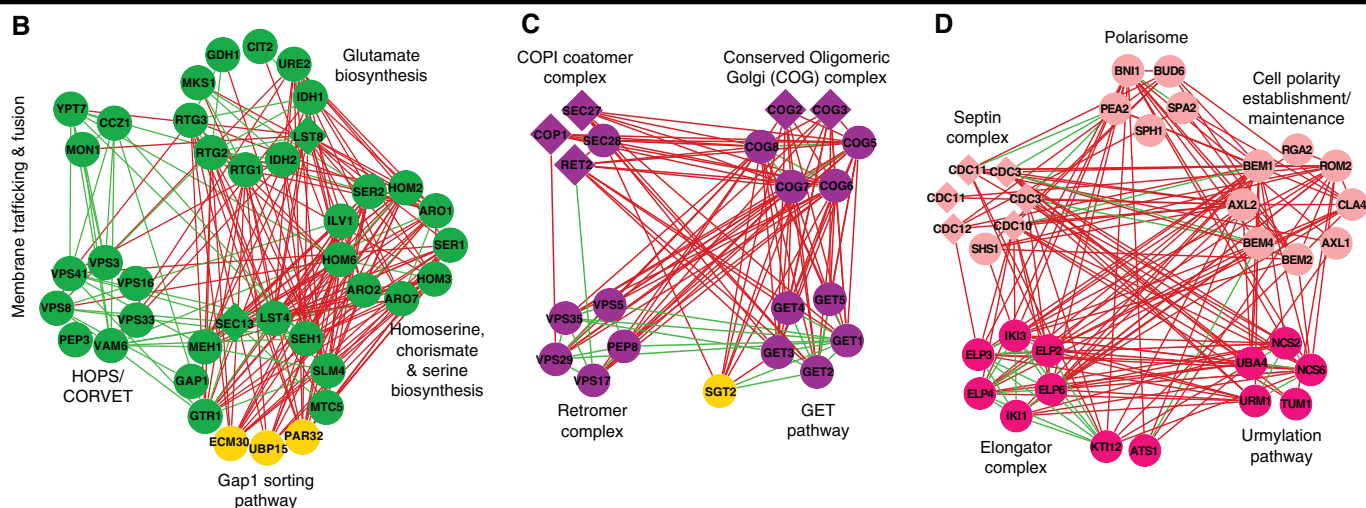 B
Membrane trafficking & fusion
Glutamate
biosynthesis
GDH1
CIT2
URE2
MKS1
IDH1
YPT7
CCZ1
RTG3
LST8
MON1
RTG2
RTG1
IDH2
SER2
HOM2
ILV1
ARO1
SER1
HOM6
HOM3
ARO2
ARO7
VPS3
VPS41
VPS16
VPS8
VPS33
PEP3
VAM6
SEC13
LST4
SEH1
MEH1
GAP1
SLM4
GTR1
MTC5
ECM30
UBP15
PAR32
HOPS/
CORVET
Homoserine,
chorismate
& serine
biosynthesis
Gap1 sorting
pathway
C
COPI coatomer
complex
Conserved Oligomeric
Golgi (COG) complex
SEC27
COP1
SEC28
RET2
COG2
COG3
COG8
COG5
COG7
COG6
VPS5
VPS35
PEP8
VPS29
VPS17
GET5
GET4
GET1
GET3
GET2
SGT2
Retromer
complex
GET
pathway
D
Polarisome
BNI1
BUD6
PEA2
SPA2
SPH1
Cell polarity
establishment/
maintenance
Septin
complex
CDC11
CDC3
CDC11
CDC3
CDC12
CDC10
SHS1
RGA2
BEM1
ROM2
AXL2
CLA4
BEM4
AXL1
BEM2
IKI3
ELP3
ELP2
ELP4
ELP6
IKI1
KTI12
ATS1
NCS2
UBA4
NCS6
URM1
TUM1
Elongator
complex
Urmylation
pathway